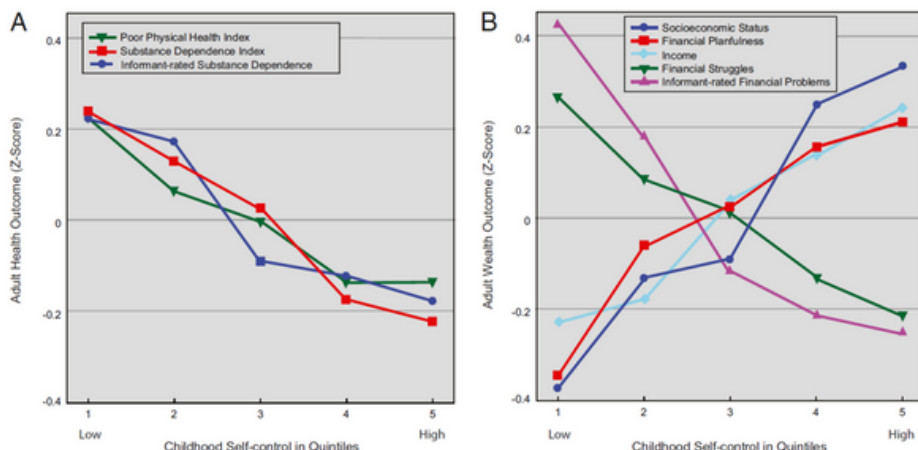 A
Poor Physical Health Index
Substance Dependence Index
Informant-rated Substance Dependence
Adult Health Outcome (Z-Score)
0.4
0.2
0
-0.2
-0.4
1 2 3 4 5
Low High
Childhood Self-control in Quintiles
B
Socioeconomic Status
Financial Planfulness
Income
Financial Struggles
Informant-rated Financial Problems
Adult Wealth Outcome (Z-Score)
0.4
0.2
0
-0.2
-0.4
1 2 3 4 5
Low High
Childhood Self-control in Quintiles